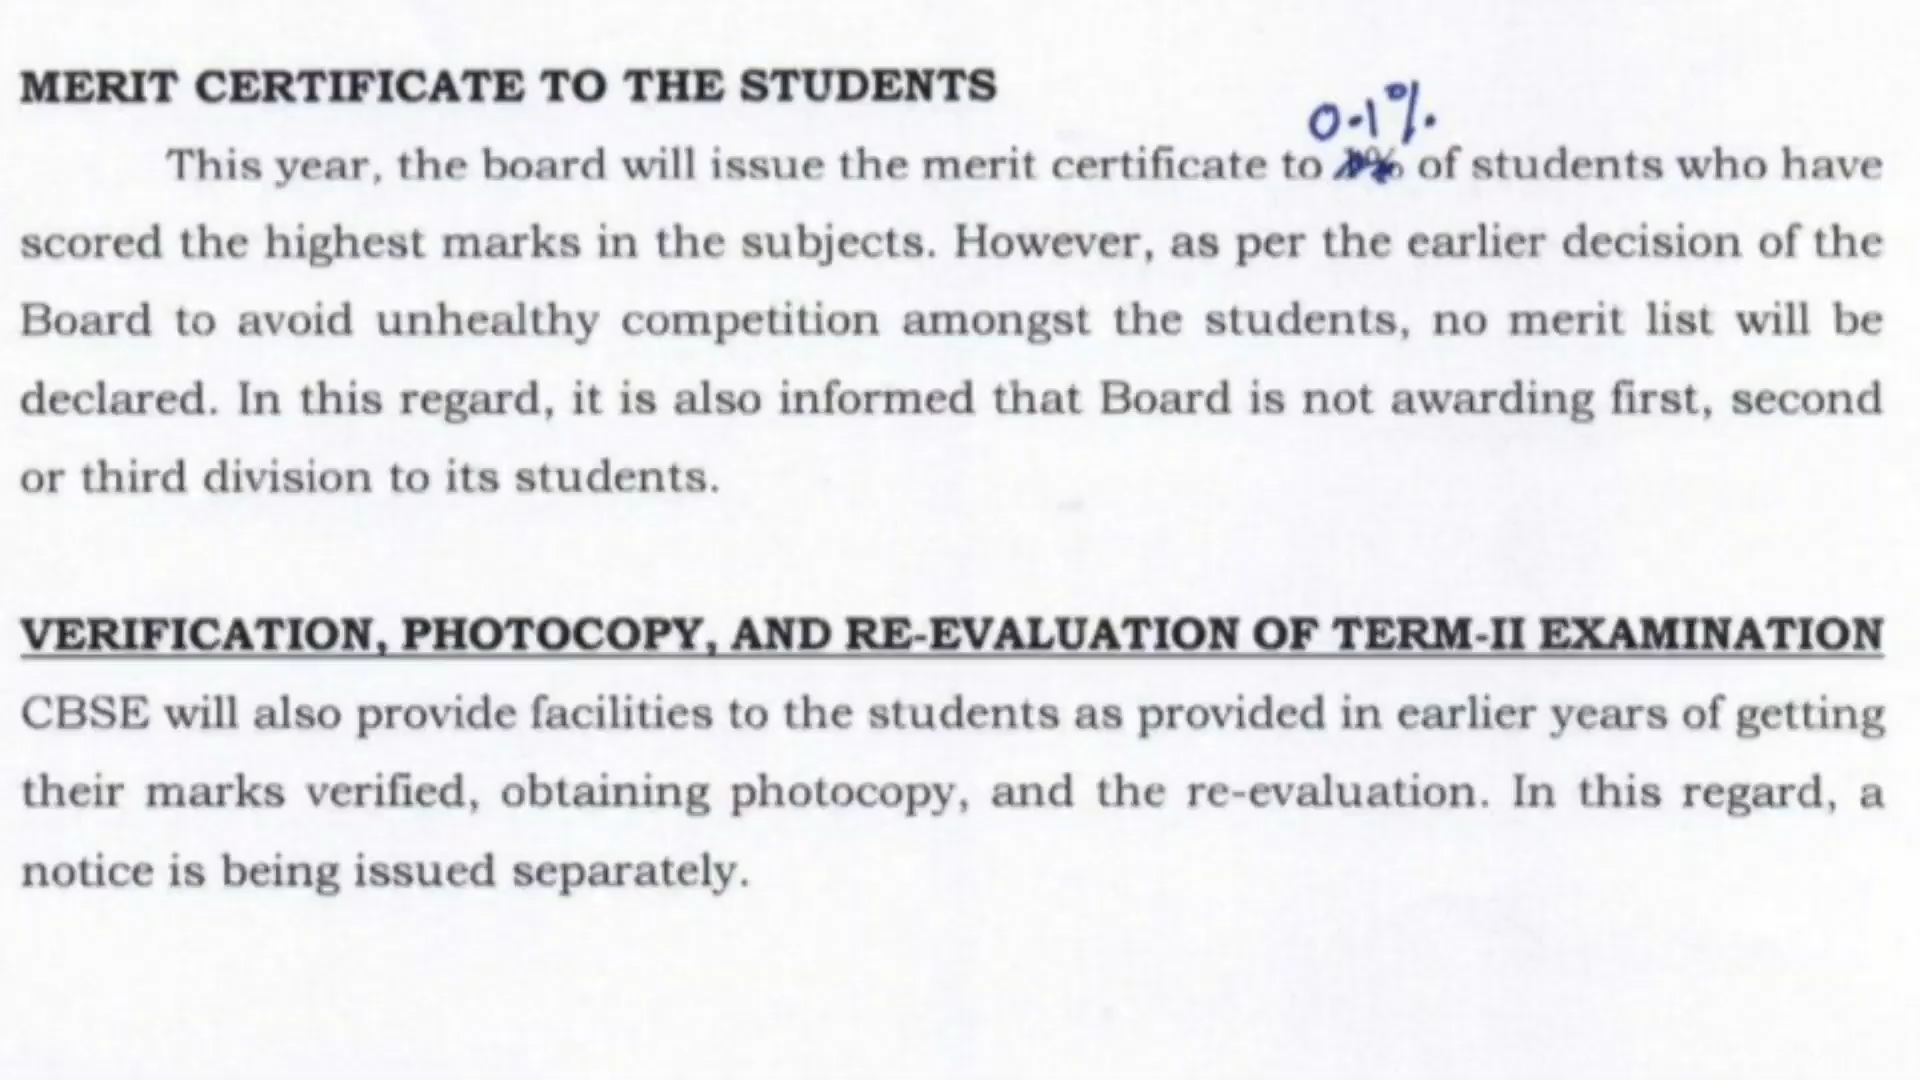 MERIT CERTIFICATE TO THE STUDENTS
0.1%
This year, the board will issue the merit certificate to of students who have
scored the highest marks in the subjects. However, as per the earlier decision of the
Board to avoid unhealthy competition amongst the students, no merit list will be
declared. In this regard, it is also informed that Board is not awarding first, second
or third division to its students.
VERIFICATION, PHOTOCOPY, AND RE-EVALUATION OF TERM-II EXAMINATION
CBSE will also provide facilities to the students as provided in earlier years of getting
their marks verified, obtaining photocopy, and the re-evaluation. In this regard, a
notice is being issued separately.